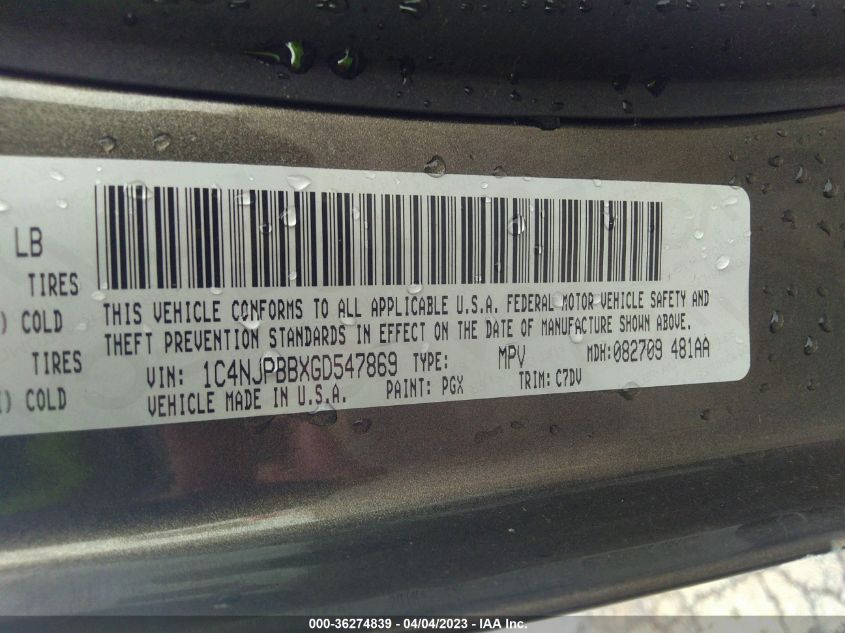 LB
TIRES
) COLD
TIRES
) COLD
THIS VEHICLE CONFORMS TO ALL APPLICABLE U.S.A. FEDERAL MOTOR VEHICLE SAFETY AND
THEFT PREVENTION STANDARDS IN EFFECT ON THE DATE OF MANUFACTURE SHOWN ABOVE.
VIN: 1C4NJPBBXGD547869 TYPE: MPV MDH:082709 481AA
VEHICLE MADE IN U.S.A. PAINT: PGX TRIM: C7DV
000-36274839 - 04/04/2023 - Copyright © 2023 IAA Inc.